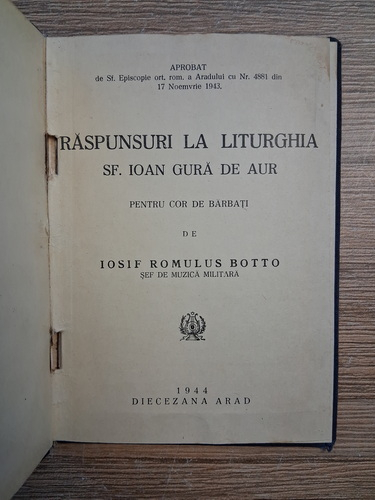 APROBAT
de Sf. Episcopie ort. rom. a Aradului cu Nr. 4881 din
17 Noemvrie 1943.
RĂSPUNSURI LA LITURGHIA
SF. IOAN GURĂ DE AUR
PENTRU COR DE BĂRBAȚI
DE
IOSIF ROMULUS BOTTO
ȘEF DE MUZICĂ MILITARĂ
1944
DIECEZANA ARAD